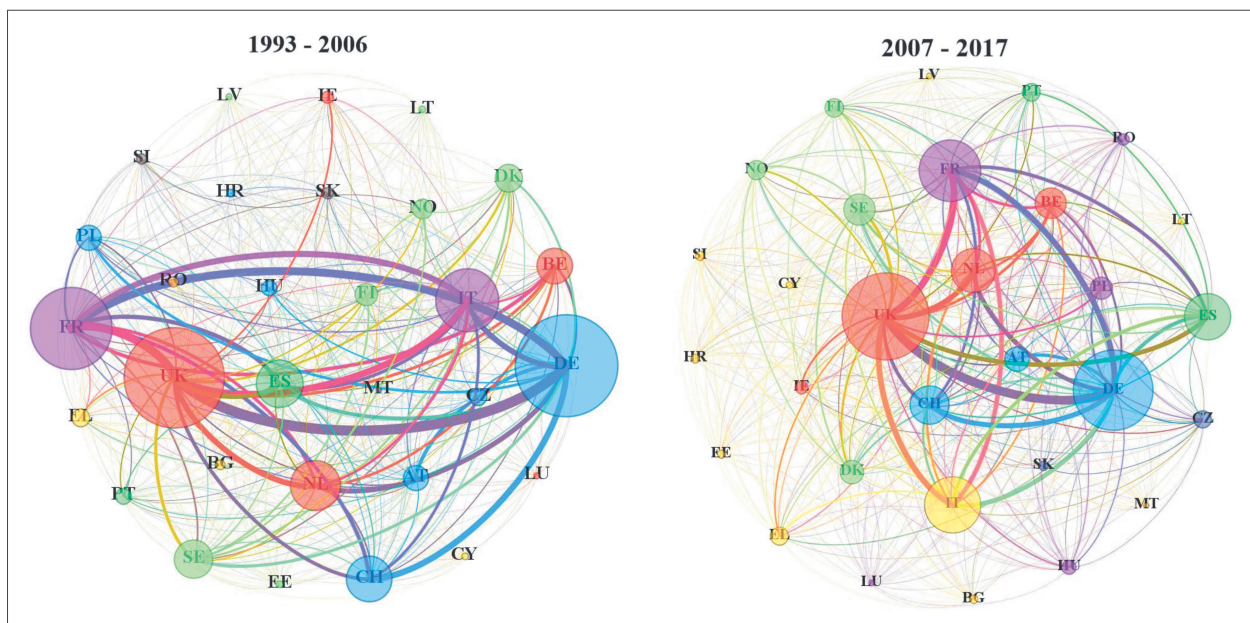 1993 - 2006
LV
IE
LT
SI
HR
SK
DK
NO
PL
BE
RO
HU
FI
IT
FR
UK
ES
MT
DE
CZ
EL
BG
NL
AT
LU
PT
SE
EE
CH
CY
2007 - 2017
LV
PT
FI
RO
NO
FR
SE
BE
LT
SI
CY
NL
PL
UK
ES
HR
AT
IE
CH
DE
CZ
EE
DK
SK
IT
MT
EL
LU
HU
BG